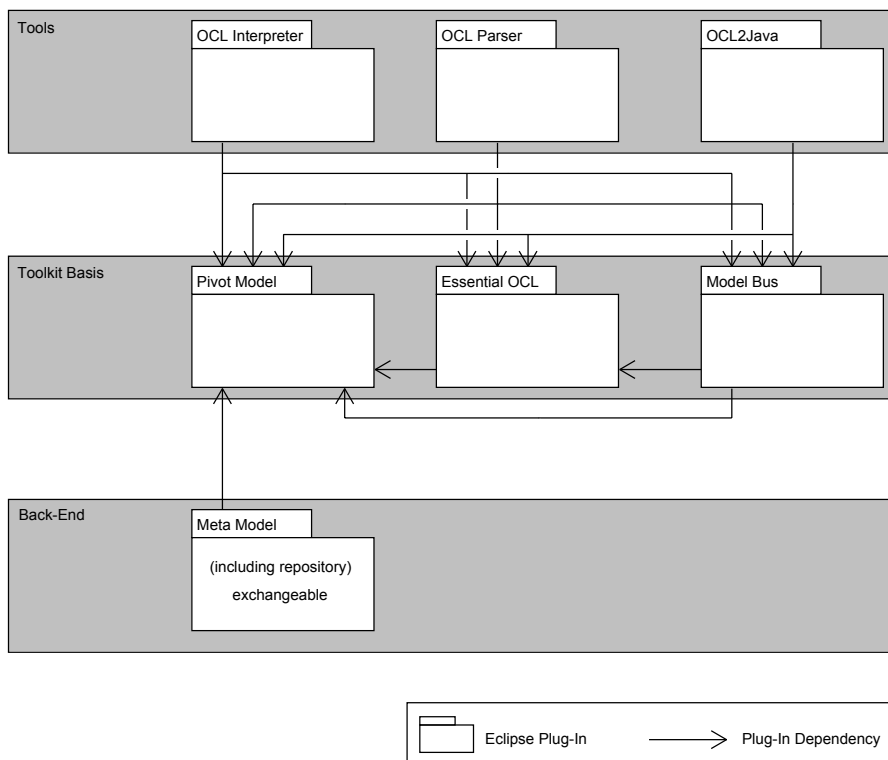 Tools
OCL Interpreter
OCL Parser
OCL2Java
Toolkit Basis
Pivot Model
Essential OCL
Model Bus
Back-End
Meta Model
(including repository)
exchangeable
Eclipse Plug-In
Plug-In Dependency